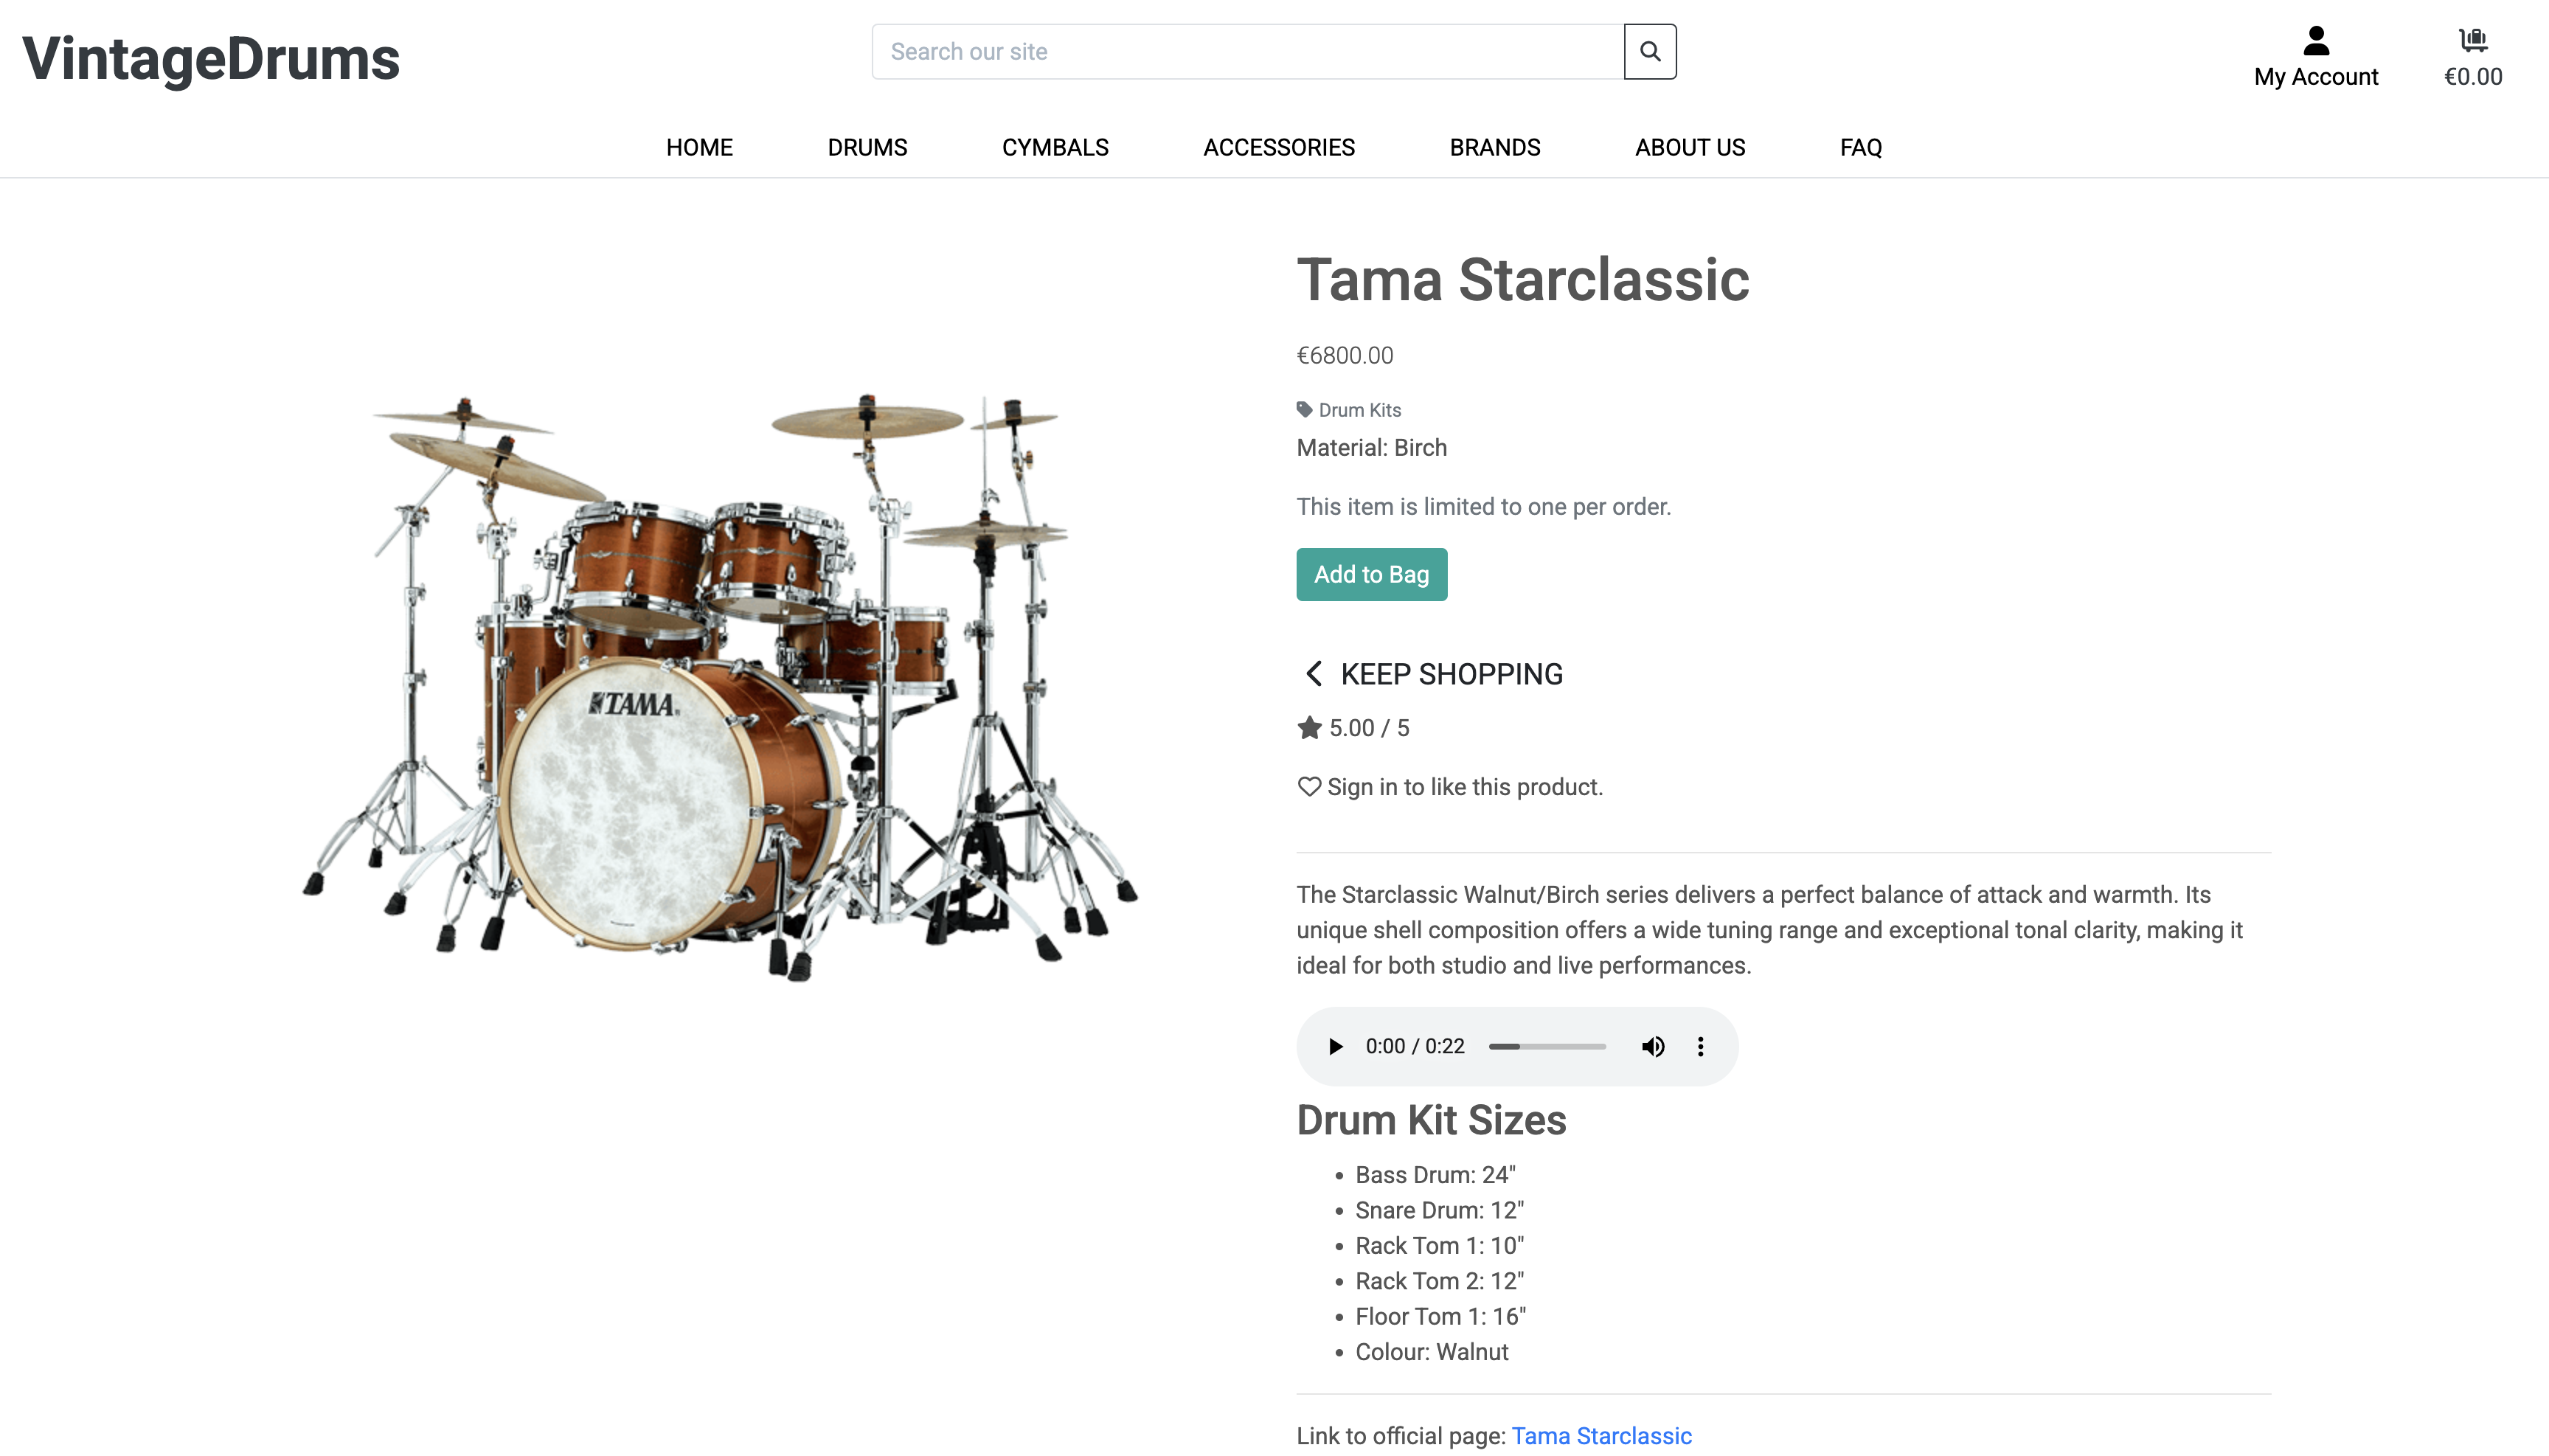 VintageDrums
Search our site
My Account
€0.00
HOME DRUMS CYMBALS ACCESSORIES BRANDS ABOUT US FAQ
Tama Starclassic
€6800.00
Drum Kits
Material: Birch
This item is limited to one per order.
Add to Bag
KEEP SHOPPING
5.00 / 5
Sign in to like this product.
The Starclassic Walnut/Birch series delivers a perfect balance of attack and warmth. Its
unique shell composition offers a wide tuning range and exceptional tonal clarity, making it
ideal for both studio and live performances.
0:00 / 0:22
Drum Kit Sizes
• Bass Drum: 24"
• Snare Drum: 12"
• Rack Tom 1: 10"
• Rack Tom 2: 12"
• Floor Tom 1: 16"
• Colour: Walnut
Link to official page: Tama Starclassic
TAMA